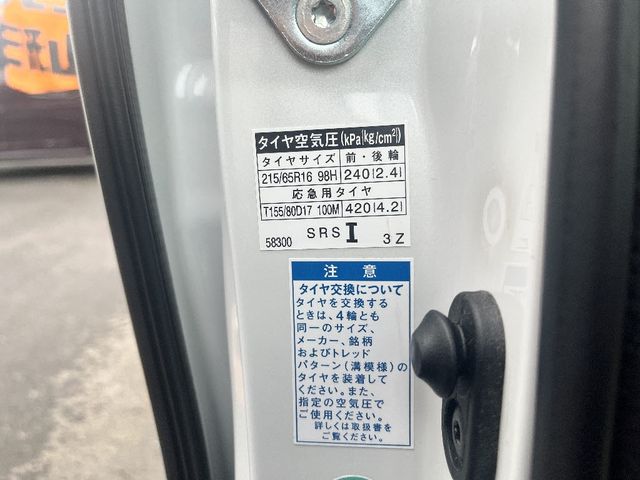 タイヤ空気圧(kPa(kg/cm²))
タイヤサイズ 前・後輪
215/65R16 98H 240(2.4)
応急用タイヤ
T155/80D17 100M 420(4.2)
58300 SRS I 3Z
注意
タイヤ交換について
タイヤを交換する
ときは、4輪とも
同一のサイズ、
メーカー、銘柄
およびトレッド
パターン(溝模様)の
タイヤを装着して
ください。また、
指定の空気圧で
ご使用ください。
詳しくは取扱書を
ご覧ください。